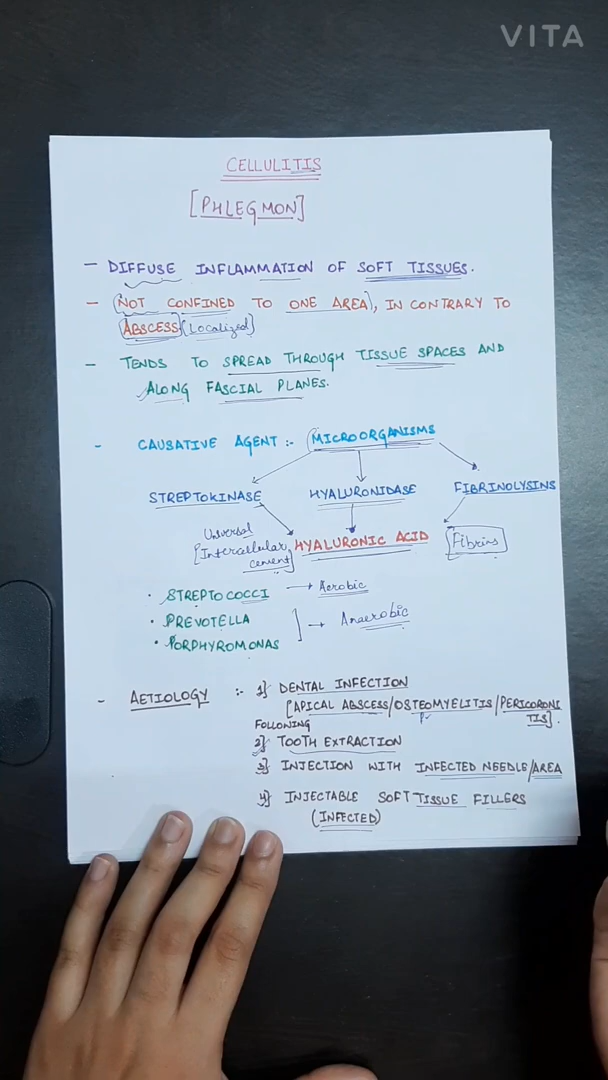 VITA
CELLULITIS
[PHLEGMON]
- DIFFUSE INFLAMMATION OF SOFT TISSUES.
- (NOT CONFINED TO ONE AREA), IN CONTRARY TO
ABSCESS [Localized]
- TENDS TO SPREAD THROUGH TISSUE SPACES AND
ALONG FASCIAL PLANES.
- CAUSATIVE AGENT :- MICROORGANISMS
STREPTOKINASE HYALURONIDASE FIBRINOLYSINS
Universal
[Intercellular cement] HYALURONIC ACID [Fibrins]
• STREPTOCOCCI → Aerobic
• PREVOTELLA
• PORPHYROMONAS ] → Anaerobic
- AETIOLOGY :- 1} DENTAL INFECTION
[APICAL ABSCESS/OSTEOMYELITIS/PERICORONITIS].
FOLLOWING
2} TOOTH EXTRACTION
3} INJECTION WITH INFECTED NEEDLE/AREA
4} INJECTABLE SOFT TISSUE FILLERS
(INFECTED)